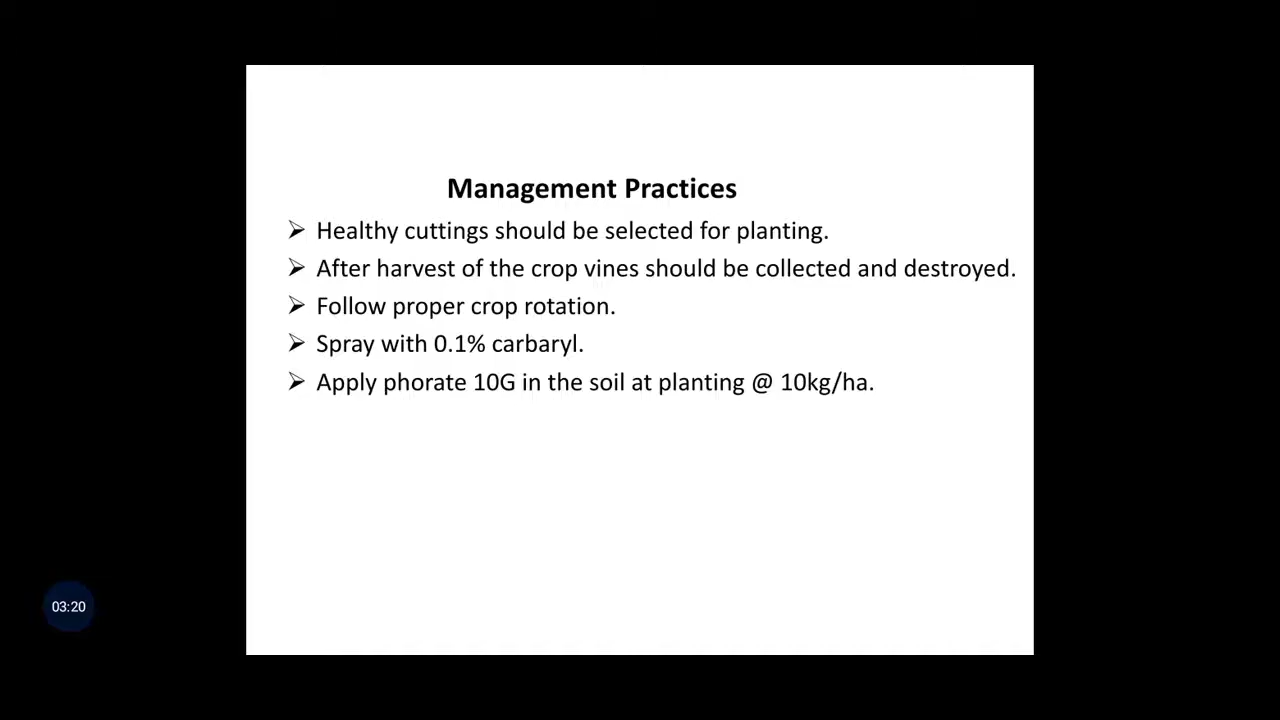 Management Practices
➢ Healthy cuttings should be selected for planting.
➢ After harvest of the crop vines should be collected and destroyed.
➢ Follow proper crop rotation.
➢ Spray with 0.1% carbaryl.
➢ Apply phorate 10G in the soil at planting @ 10kg/ha.
03:20